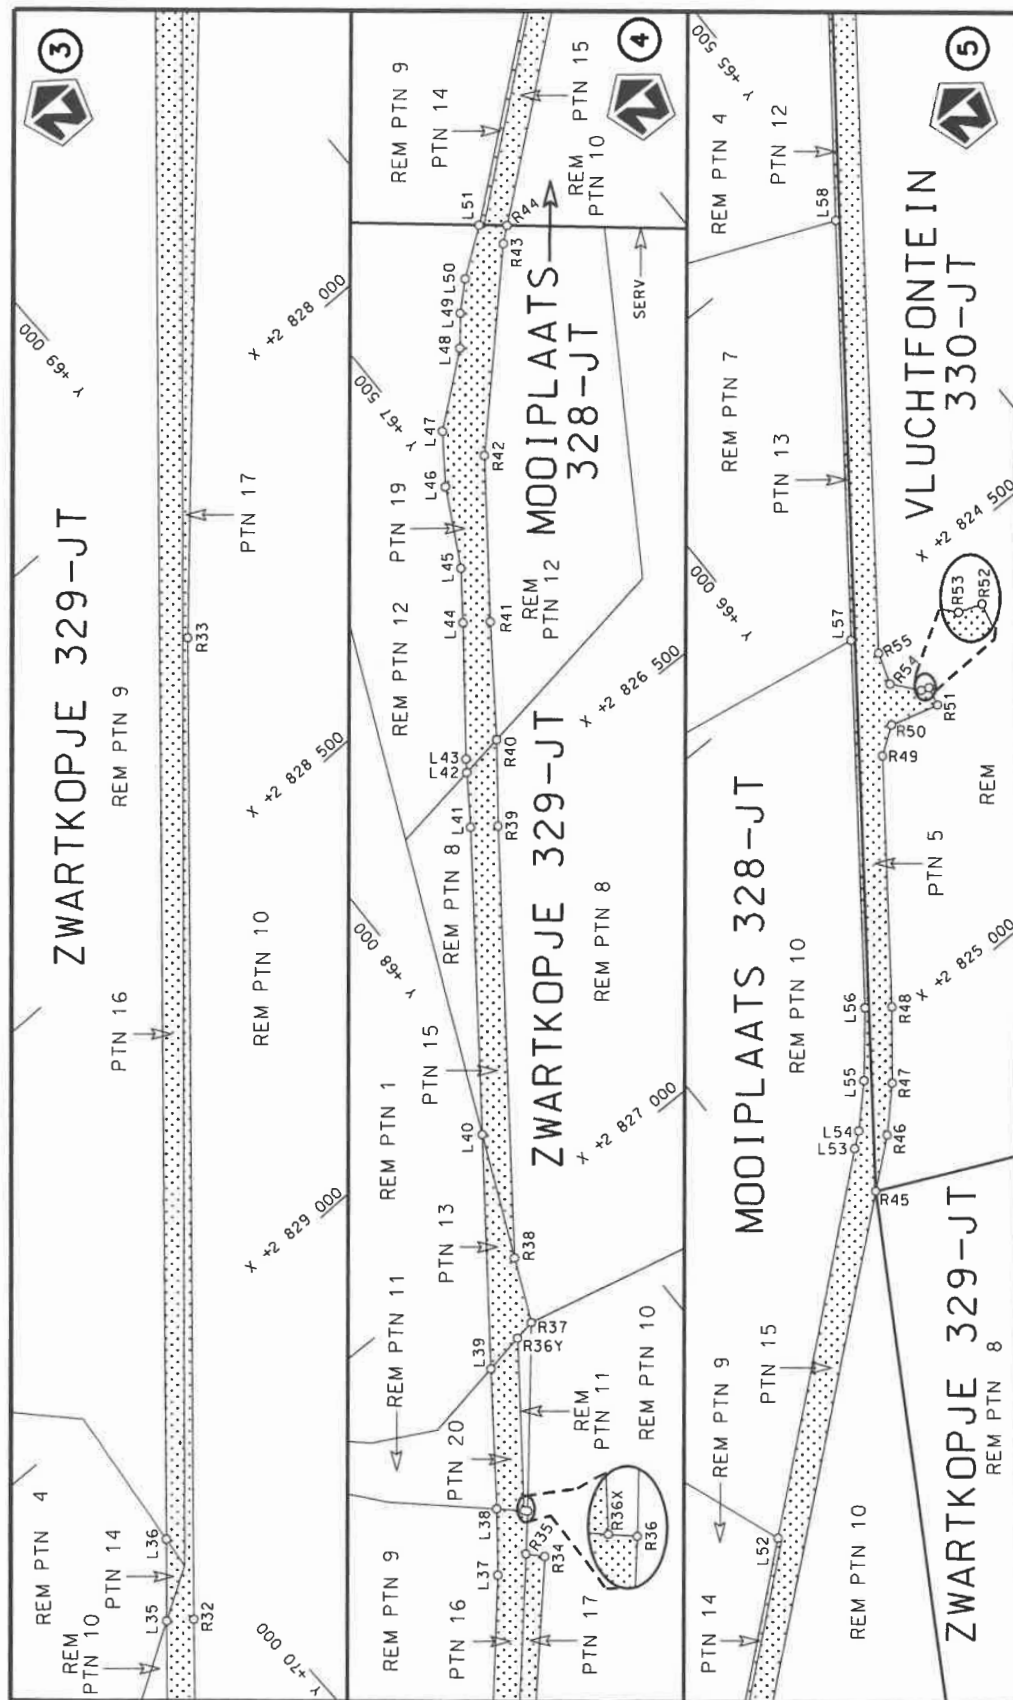 3
ZWARTKOPJE 329-JT
Y +69 000
X +2 828 000
REM PTN 9
PTN 17
R33
X +2 828 500
PTN 16
REM PTN 10
X +2 829 000
REM PTN 4
L36
PTN 14
L35
REM
PTN 10
R32
Y +70 000
4
REM PTN 9
PTN 14
PTN 15
REM
PTN 10
L51
R44
R43
SERV
MOOIPLAATS
328-JT
L50
L49
L48
Y +67 500
L47
L46
R42
PTN 19
L45
L44
R41
REM
PTN 12
REM PTN 12
X +2 826 500
L43
L42
R40
L41
R39
REM PTN 8
ZWARTKOPJE 329-JT
REM PTN 8
Y +68 000
PTN 15
REM PTN 1
L40
X +2 827 000
PTN 13
R38
REM PTN 11
L39
R37
R36Y
REM
PTN 11
REM PTN 10
PTN 20
L38
R36X
R36
R35
R34
L37
REM PTN 9
PTN 16
PTN 17
5
Y +65 500
REM PTN 4
PTN 12
L58
VLUCHTFONTEIN
330-JT
REM PTN 7
PTN 13
X +2 824 500
Y +66 000
L57
R55
R54
R53
R52
R51
R50
R49
REM
PTN 5
MOOIPLAATS 328-JT
REM PTN 10
X +2 825 000
L56
R48
L55
R47
L54
L53
R46
R45
ZWARTKOPJE 329-JT
REM PTN 8
PTN 15
REM PTN 9
L52
REM PTN 10
PTN 14